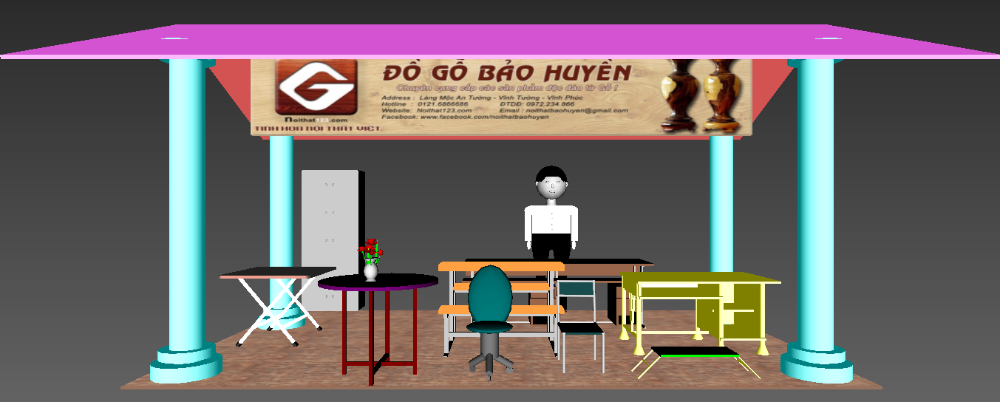 ĐỒ GỖ BẢO HUYỀN
Chuyên cung cấp các sản phẩm độc đáo từ Gỗ !
Address : Làng Mộc An Tường - Vĩnh Tường - Vĩnh Phúc
Hotline : 0121.6866686 ĐTDĐ: 0972.234.866
Website: Noithat123.com Email : noithatbaohuyen@gmail.com
Facebook: www.facebook.com/noithatbaohuyen
G
noithat123.com
TINH HOA NỘI THẤT VIỆT